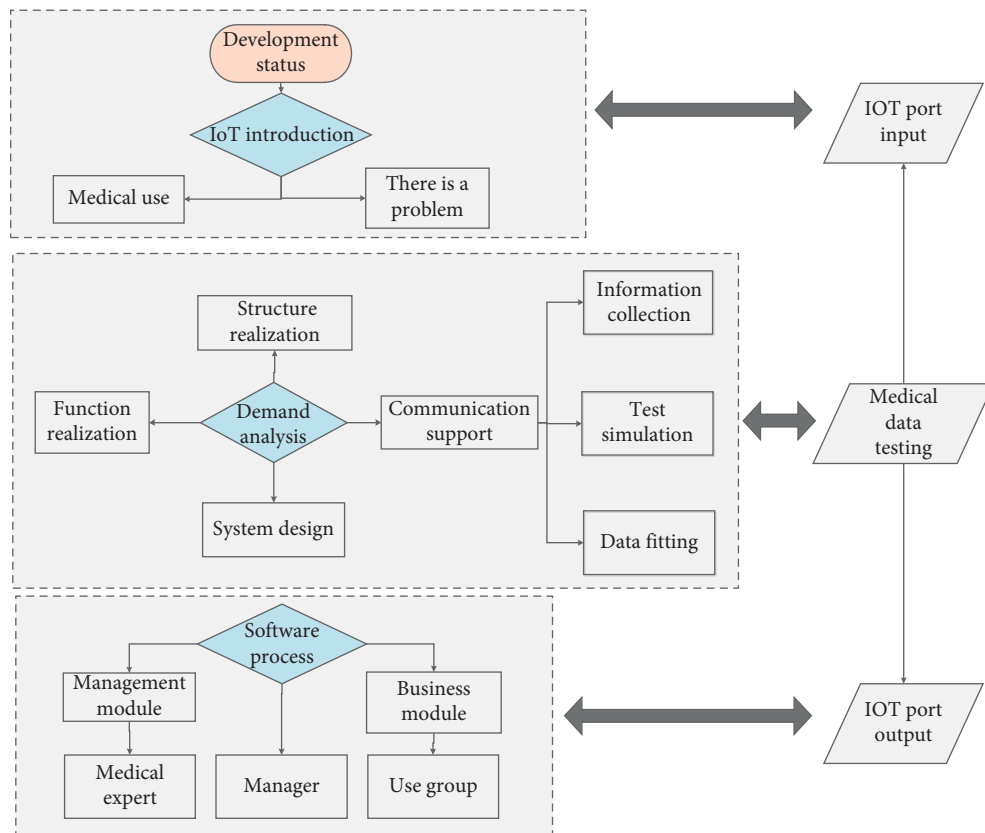 Development
status
IoT introduction
Medical use
There is a
problem
IOT port
input
Structure
realization
Information
collection
Function
realization
Demand
analysis
Communication
support
Test
simulation
Medical
data
testing
System design
Data fitting
Software
process
Management
module
Business
module
IOT port
output
Medical
expert
Manager
Use group